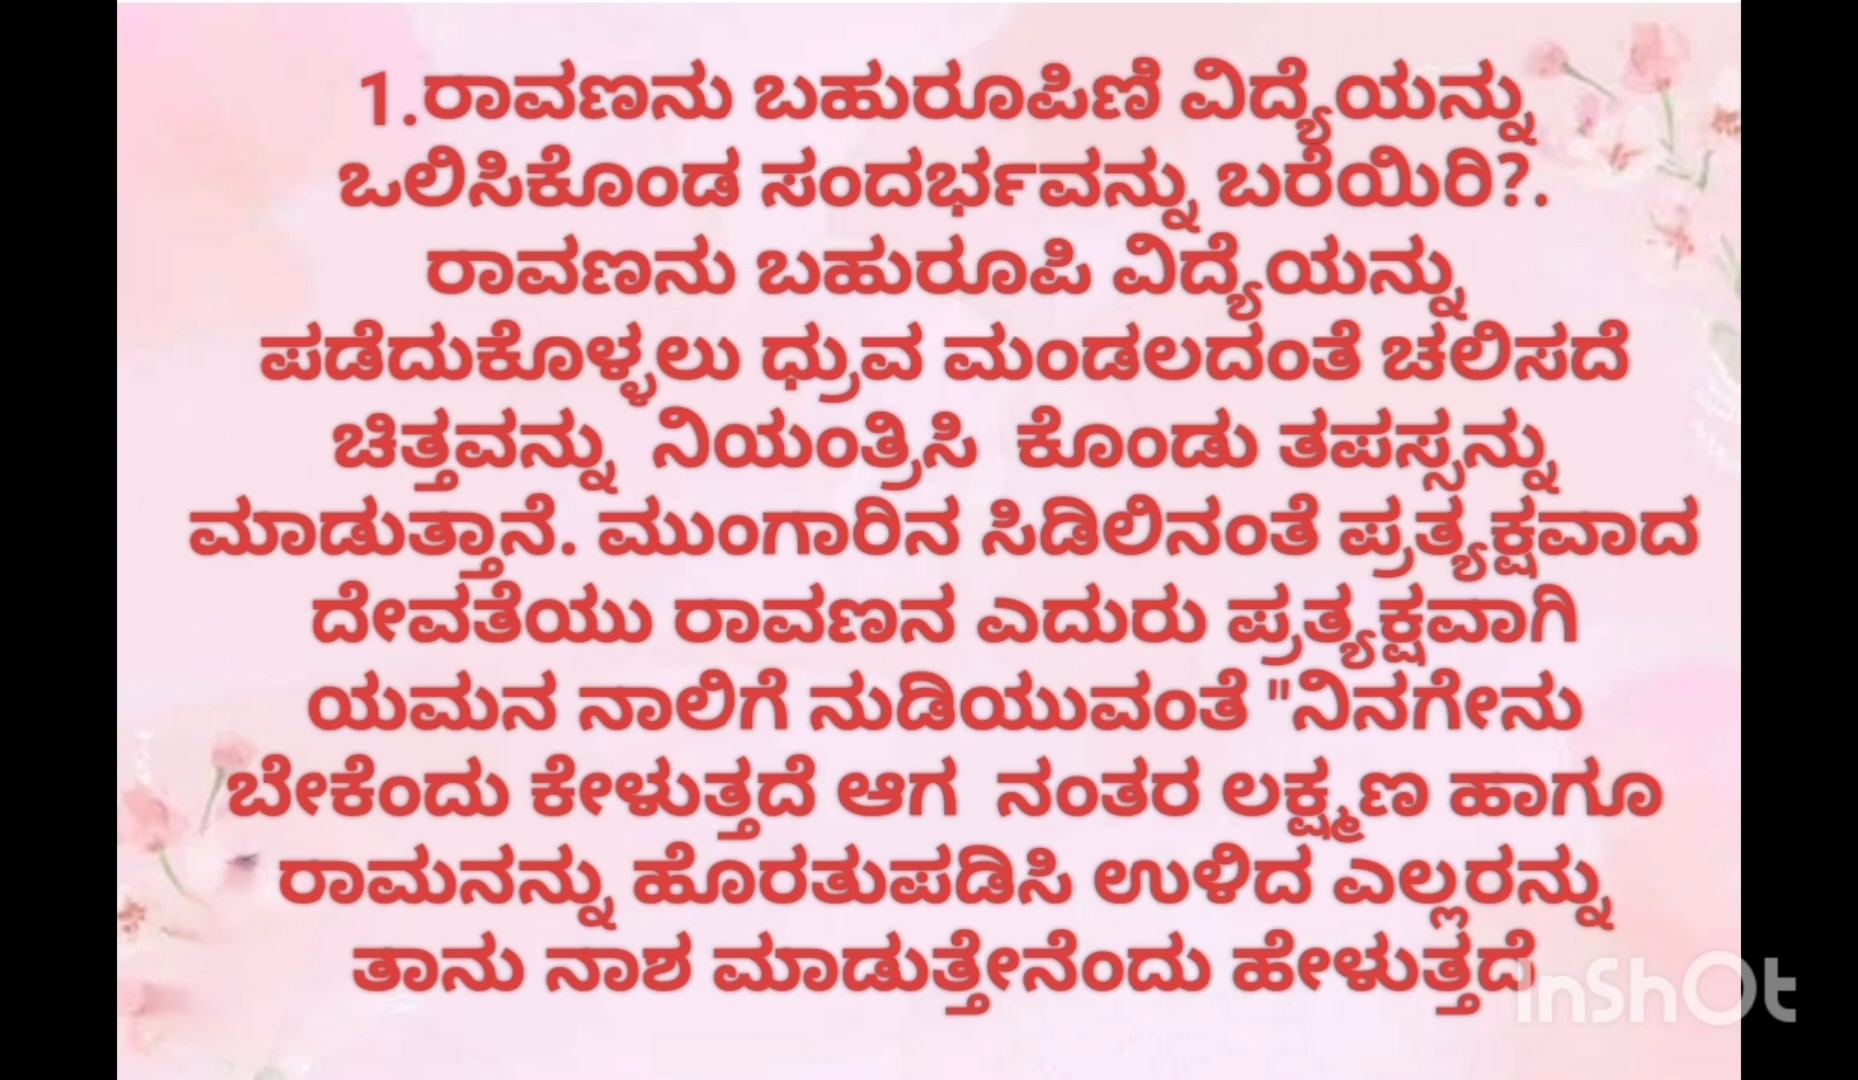 1.ರಾವಣನು ಬಹುರೂಪಿಣಿ ವಿದ್ಯೆಯನ್ನು
ಒಲಿಸಿಕೊಂಡ ಸಂದರ್ಭವನ್ನು ಬರೆಯಿರಿ?.
ರಾವಣನು ಬಹುರೂಪಿ ವಿದ್ಯೆಯನ್ನು
ಪಡೆದುಕೊಳ್ಳಲು ಧ್ರುವ ಮಂಡಲದಂತೆ ಚಲಿಸದೆ
ಚಿತ್ತವನ್ನು ನಿಯಂತ್ರಿಸಿ ಕೊಂಡು ತಪಸ್ಸನ್ನು
ಮಾಡುತ್ತಾನೆ. ಮುಂಗಾರಿನ ಸಿಡಿಲಿನಂತೆ ಪ್ರತ್ಯಕ್ಷವಾದ
ದೇವತೆಯು ರಾವಣನ ಎದುರು ಪ್ರತ್ಯಕ್ಷವಾಗಿ
ಯಮನ ನಾಲಿಗೆ ನುಡಿಯುವಂತೆ "ನಿನಗೇನು
ಬೇಕೆಂದು ಕೇಳುತ್ತದೆ ಆಗ ನಂತರ ಲಕ್ಷ್ಮಣ ಹಾಗೂ
ರಾಮನನ್ನು ಹೊರತುಪಡಿಸಿ ಉಳಿದ ಎಲ್ಲರನ್ನು
ತಾನು ನಾಶ ಮಾಡುತ್ತೇನೆಂದು ಹೇಳುತ್ತದೆ
InShOt